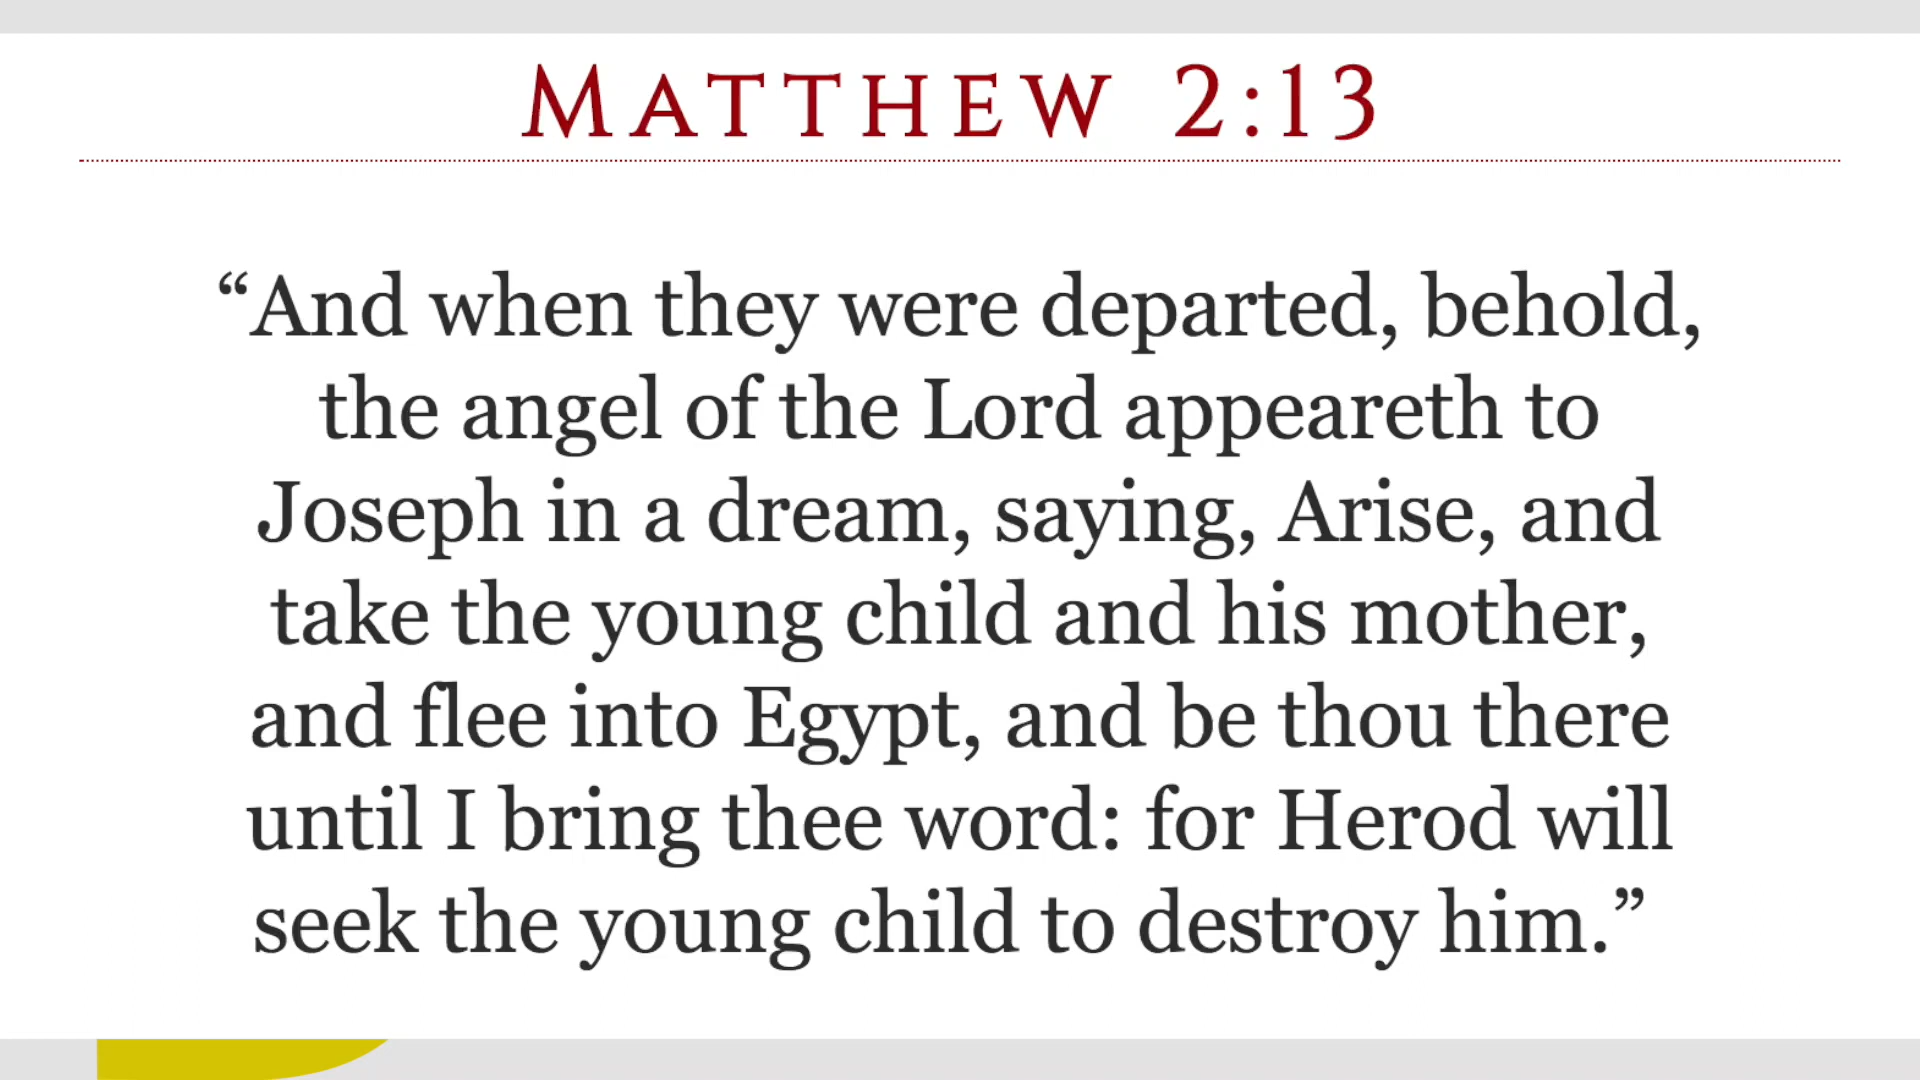 Matthew 2:13
“And when they were departed, behold,
the angel of the Lord appeareth to
Joseph in a dream, saying, Arise, and
take the young child and his mother,
and flee into Egypt, and be thou there
until I bring thee word: for Herod will
seek the young child to destroy him.”